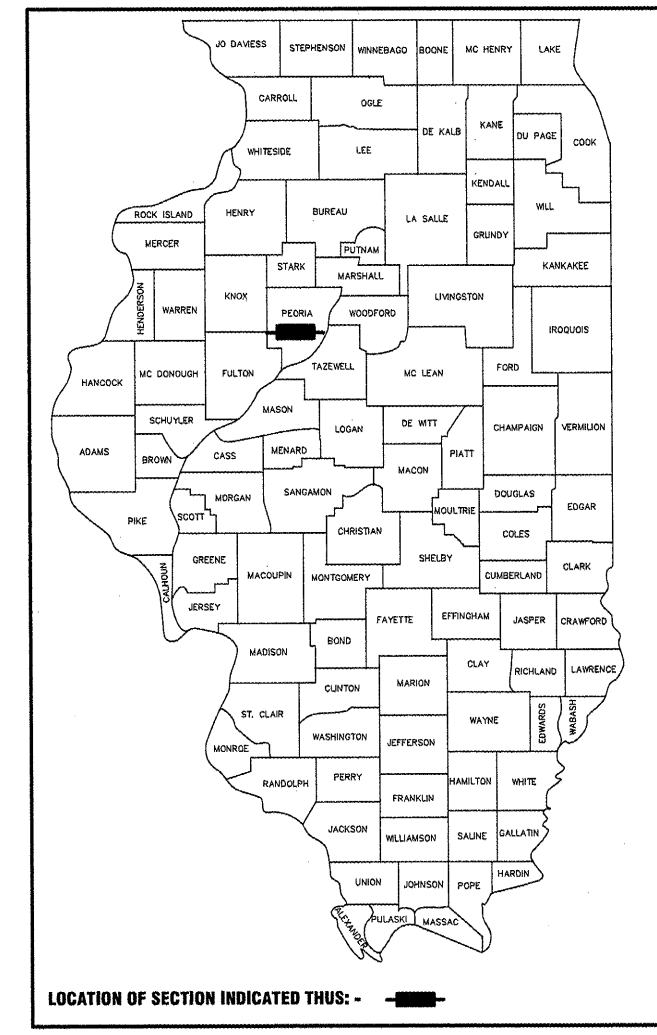 JO DAVIESS STEPHENSON WINNEBAGO BOONE MC HENRY LAKE
CARROLL OGLE DE KALB KANE DU PAGE COOK
WHITESIDE LEE
KENDALL
ROCK ISLAND HENRY BUREAU LA SALLE WILL
MERCER PUTNAM GRUNDY
STARK KANKAKEE
MARSHALL
HENDERSON WARREN KNOX PEORIA WOODFORD LIVINGSTON IROQUOIS
HANCOCK MC DONOUGH FULTON TAZEWELL MC LEAN FORD
SCHUYLER MASON LOGAN DE WITT CHAMPAIGN VERMILION
ADAMS BROWN CASS MENARD MACON PIATT
MORGAN SANGAMON DOUGLAS EDGAR
PIKE SCOTT CHRISTIAN MOULTRIE COLES
SHELBY
CALHOUN GREENE MACOUPIN MONTGOMERY CUMBERLAND CLARK
JERSEY FAYETTE EFFINGHAM JASPER CRAWFORD
MADISON BOND CLAY RICHLAND LAWRENCE
CLINTON MARION
ST. CLAIR WAYNE EDWARDS WABASH
MONROE WASHINGTON JEFFERSON
RANDOLPH PERRY HAMILTON WHITE
FRANKLIN
JACKSON WILLIAMSON SALINE GALLATIN
UNION JOHNSON POPE HARDIN
ALEXANDER PULASKI MASSAC
LOCATION OF SECTION INDICATED THUS: -